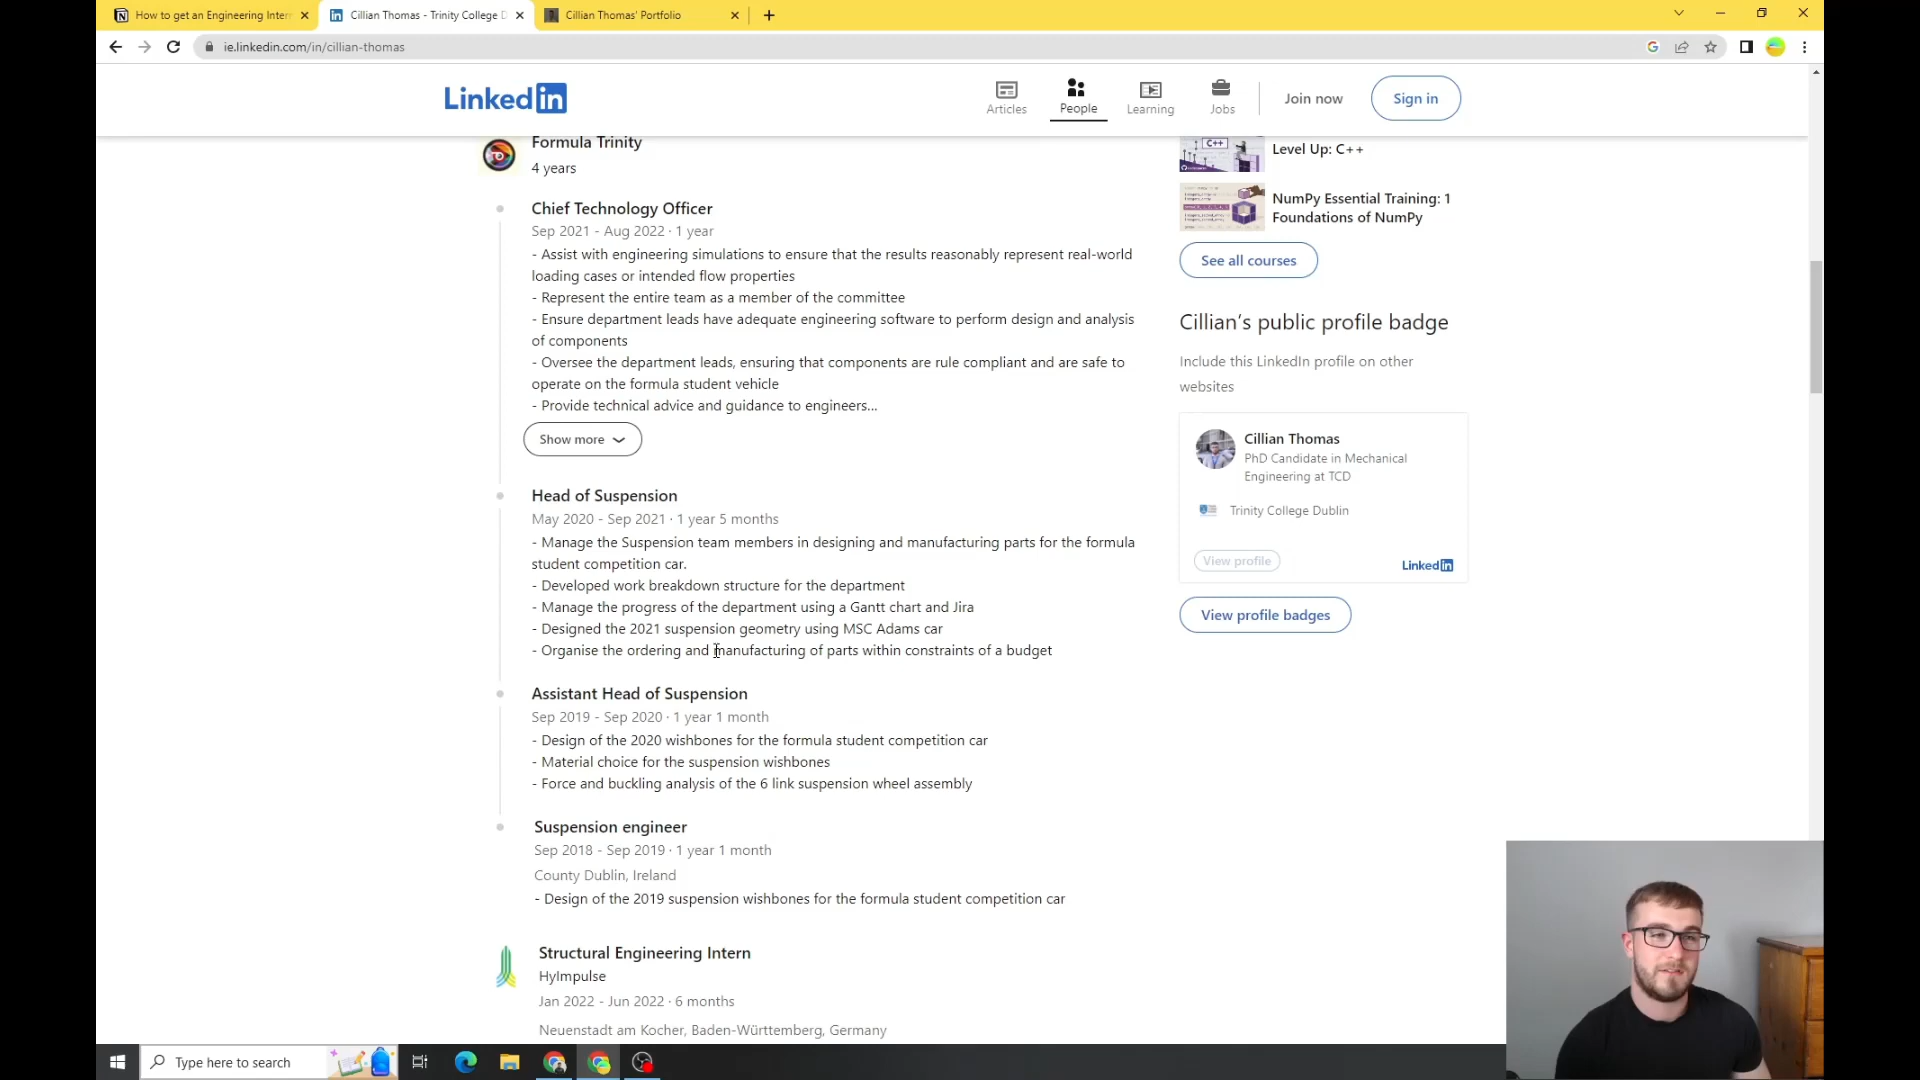 How to get an Engineering Inter
Cillian Thomas - Trinity College D
Cillian Thomas' Portfolio
ie.linkedin.com/in/cillian-thomas
Linked in
Articles
People
Learning
Jobs
Join now
Sign in
Formula Trinity
4 years
Chief Technology Officer
Sep 2021 - Aug 2022 · 1 year
- Assist with engineering simulations to ensure that the results reasonably represent real-world
loading cases or intended flow properties
- Represent the entire team as a member of the committee
- Ensure department leads have adequate engineering software to perform design and analysis
of components
- Oversee the department leads, ensuring that components are rule compliant and are safe to
operate on the formula student vehicle
- Provide technical advice and guidance to engineers...
Show more
Head of Suspension
May 2020 - Sep 2021 · 1 year 5 months
- Manage the Suspension team members in designing and manufacturing parts for the formula
student competition car.
- Developed work breakdown structure for the department
- Manage the progress of the department using a Gantt chart and Jira
- Designed the 2021 suspension geometry using MSC Adams car
- Organise the ordering and manufacturing of parts within constraints of a budget
Assistant Head of Suspension
Sep 2019 - Sep 2020 · 1 year 1 month
- Design of the 2020 wishbones for the formula student competition car
- Material choice for the suspension wishbones
- Force and buckling analysis of the 6 link suspension wheel assembly
Suspension engineer
Sep 2018 - Sep 2019 · 1 year 1 month
County Dublin, Ireland
- Design of the 2019 suspension wishbones for the formula student competition car
Structural Engineering Intern
HyImpulse
Jan 2022 - Jun 2022 · 6 months
Neuenstadt am Kocher, Baden-Württemberg, Germany
C++
Level Up: C++
NumPy Essential Training: 1
Foundations of NumPy
See all courses
Cillian's public profile badge
Include this LinkedIn profile on other
websites
Cillian Thomas
PhD Candidate in Mechanical
Engineering at TCD
Trinity College Dublin
View profile
Linked in
View profile badges
Type here to search